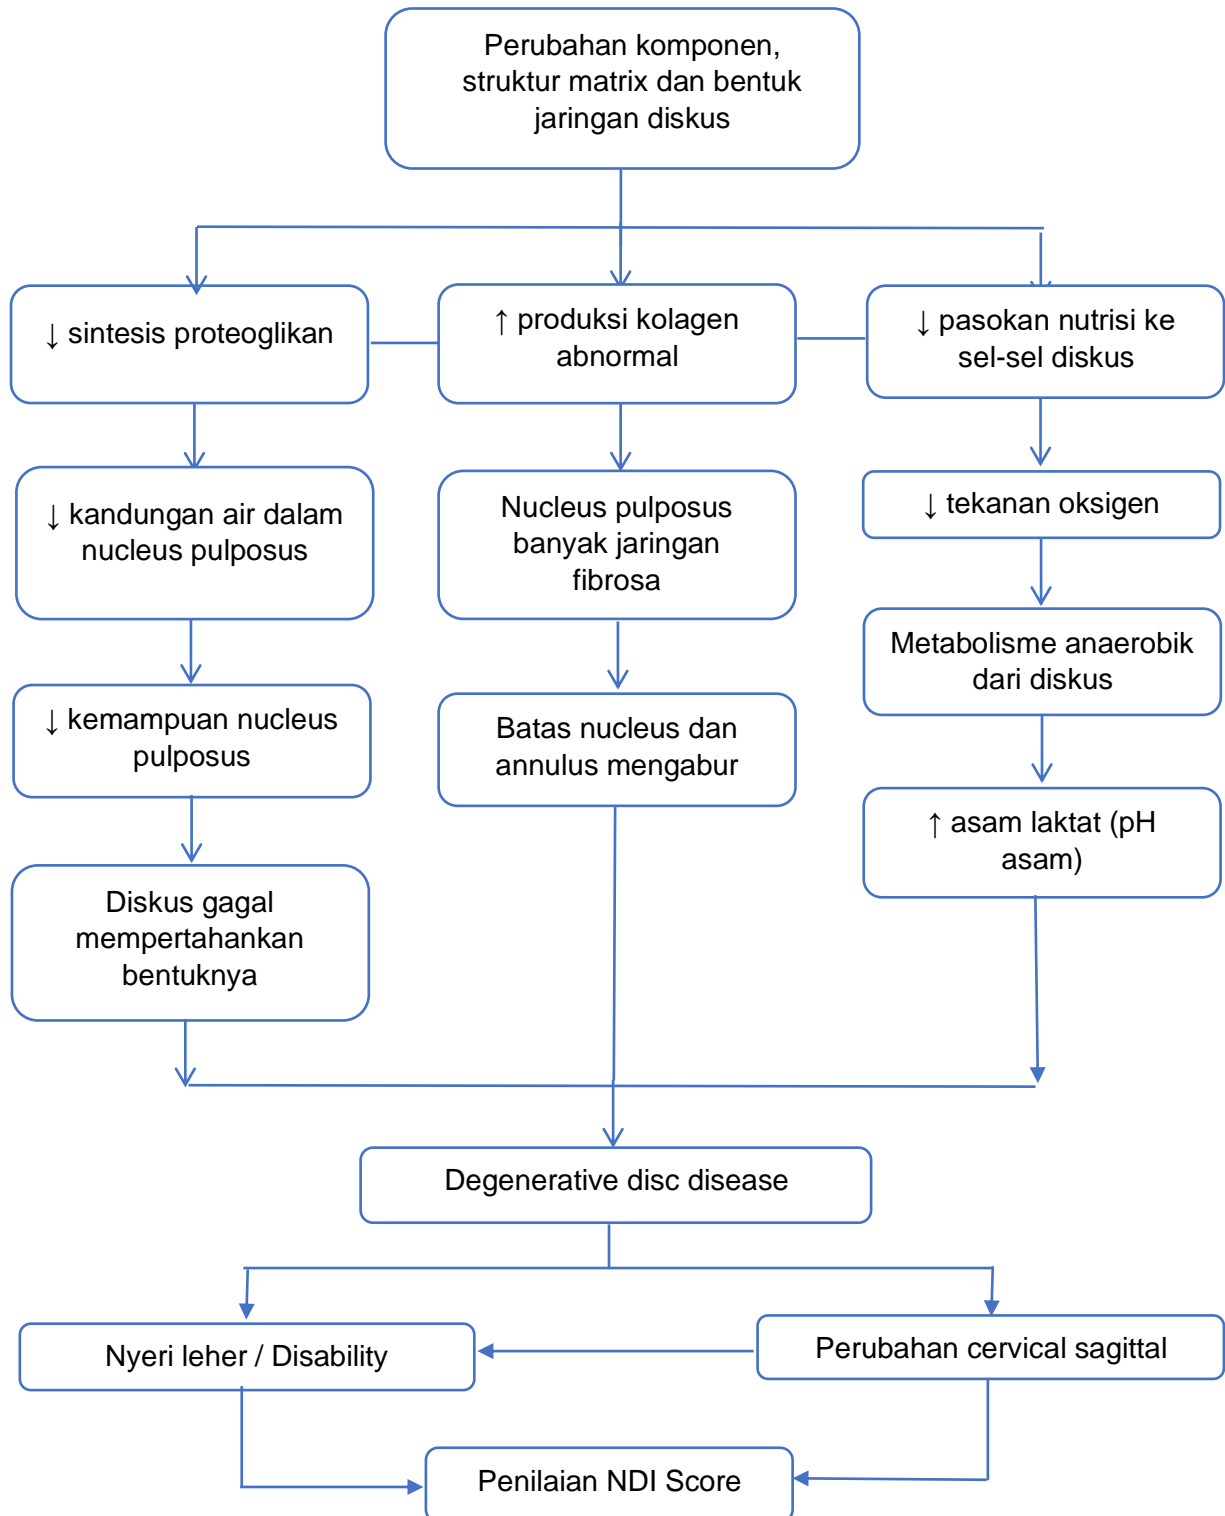 Perubahan komponen,
struktur matrix dan bentuk
jaringan diskus
↓ sintesis proteoglikan
↑ produksi kolagen
abnormal
↓ pasokan nutrisi ke
sel-sel diskus
↓ kandungan air dalam
nucleus pulposus
Nucleus pulposus
banyak jaringan
fibrosa
↓ tekanan oksigen
Metabolisme anaerobik
dari diskus
↓ kemampuan nucleus
pulposus
Batas nucleus dan
annulus mengabur
↑ asam laktat (pH
asam)
Diskus gagal
mempertahankan
bentuknya
Degenerative disc disease
Nyeri leher / Disability
Perubahan cervical sagittal
Penilaian NDI Score